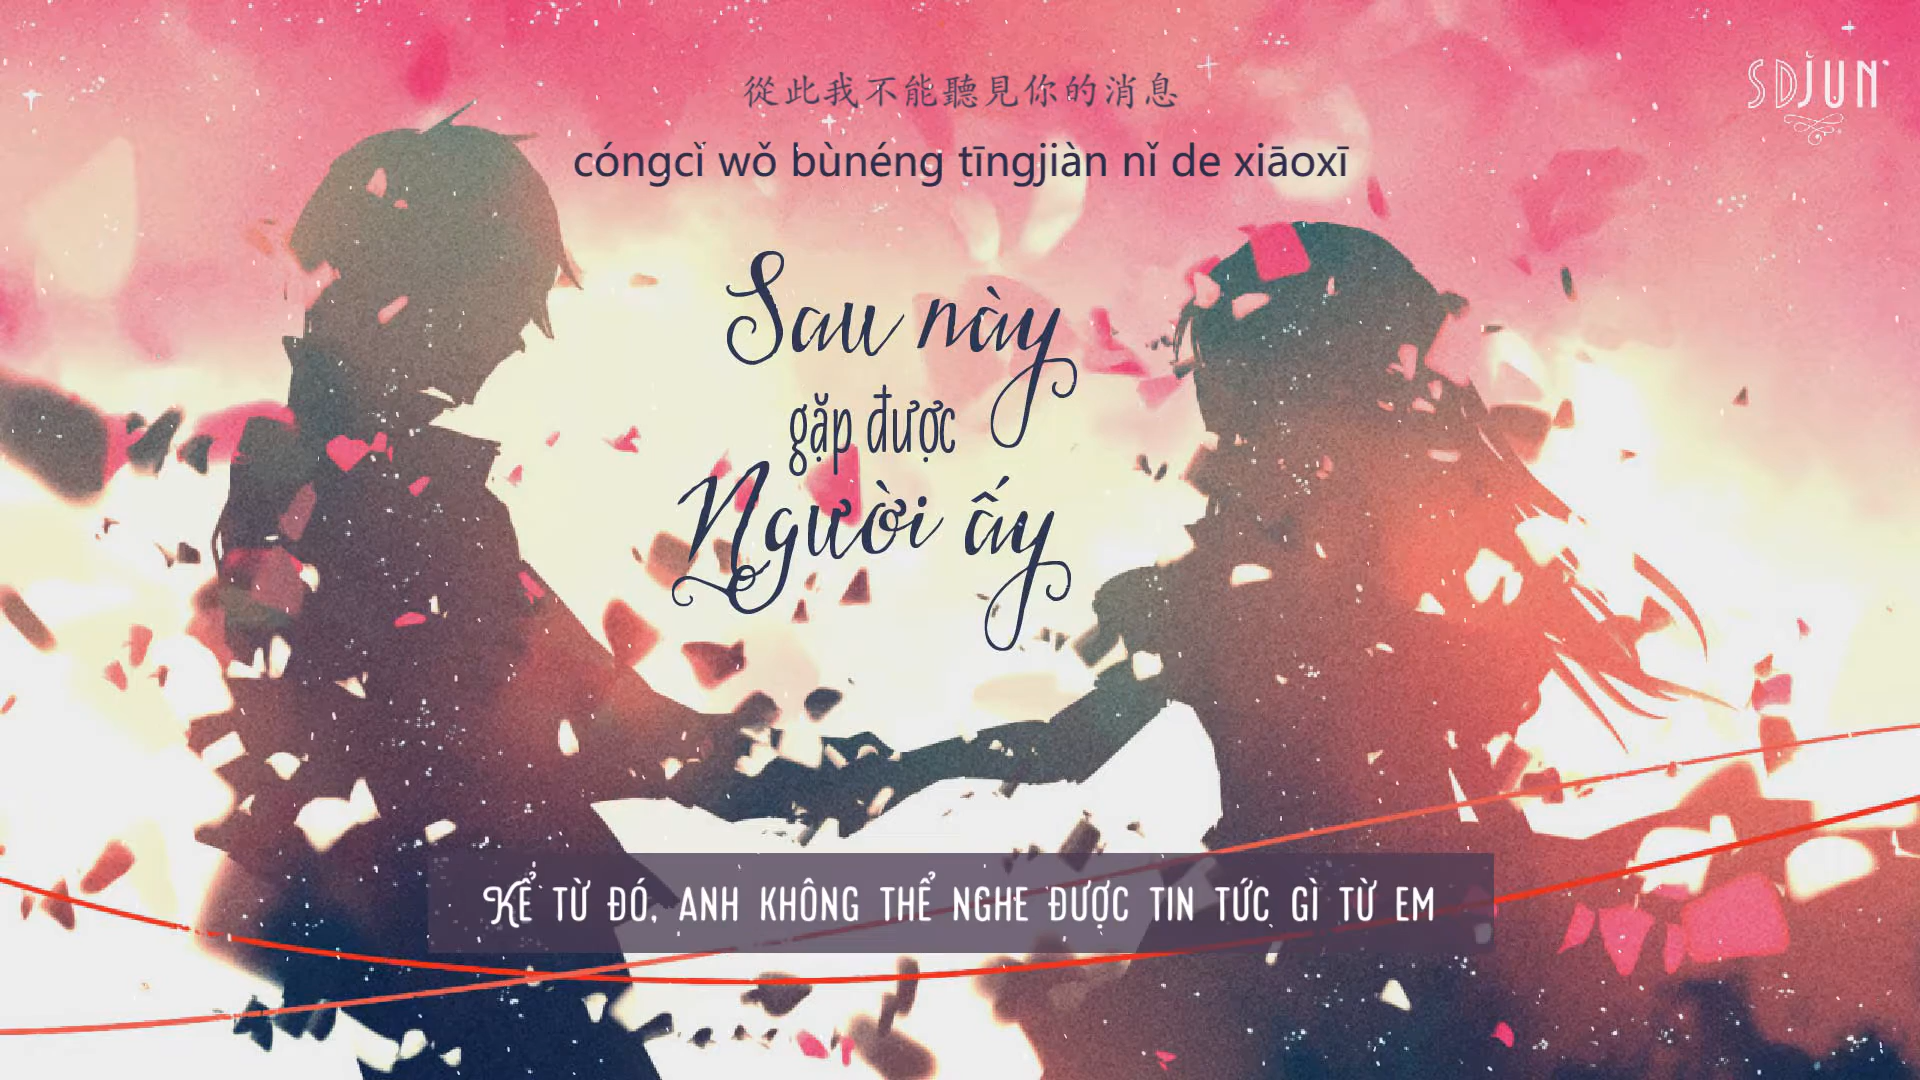 從此我不能聽見你的消息
SDJUN
cóngcǐ wǒ bùnéng tīngjiàn nǐ de xiāoxī
Sau này
gặp được
Người ấy
KỂ TỪ ĐÓ, ANH KHÔNG THỂ NGHE ĐƯỢC TIN TỨC GÌ TỪ EM